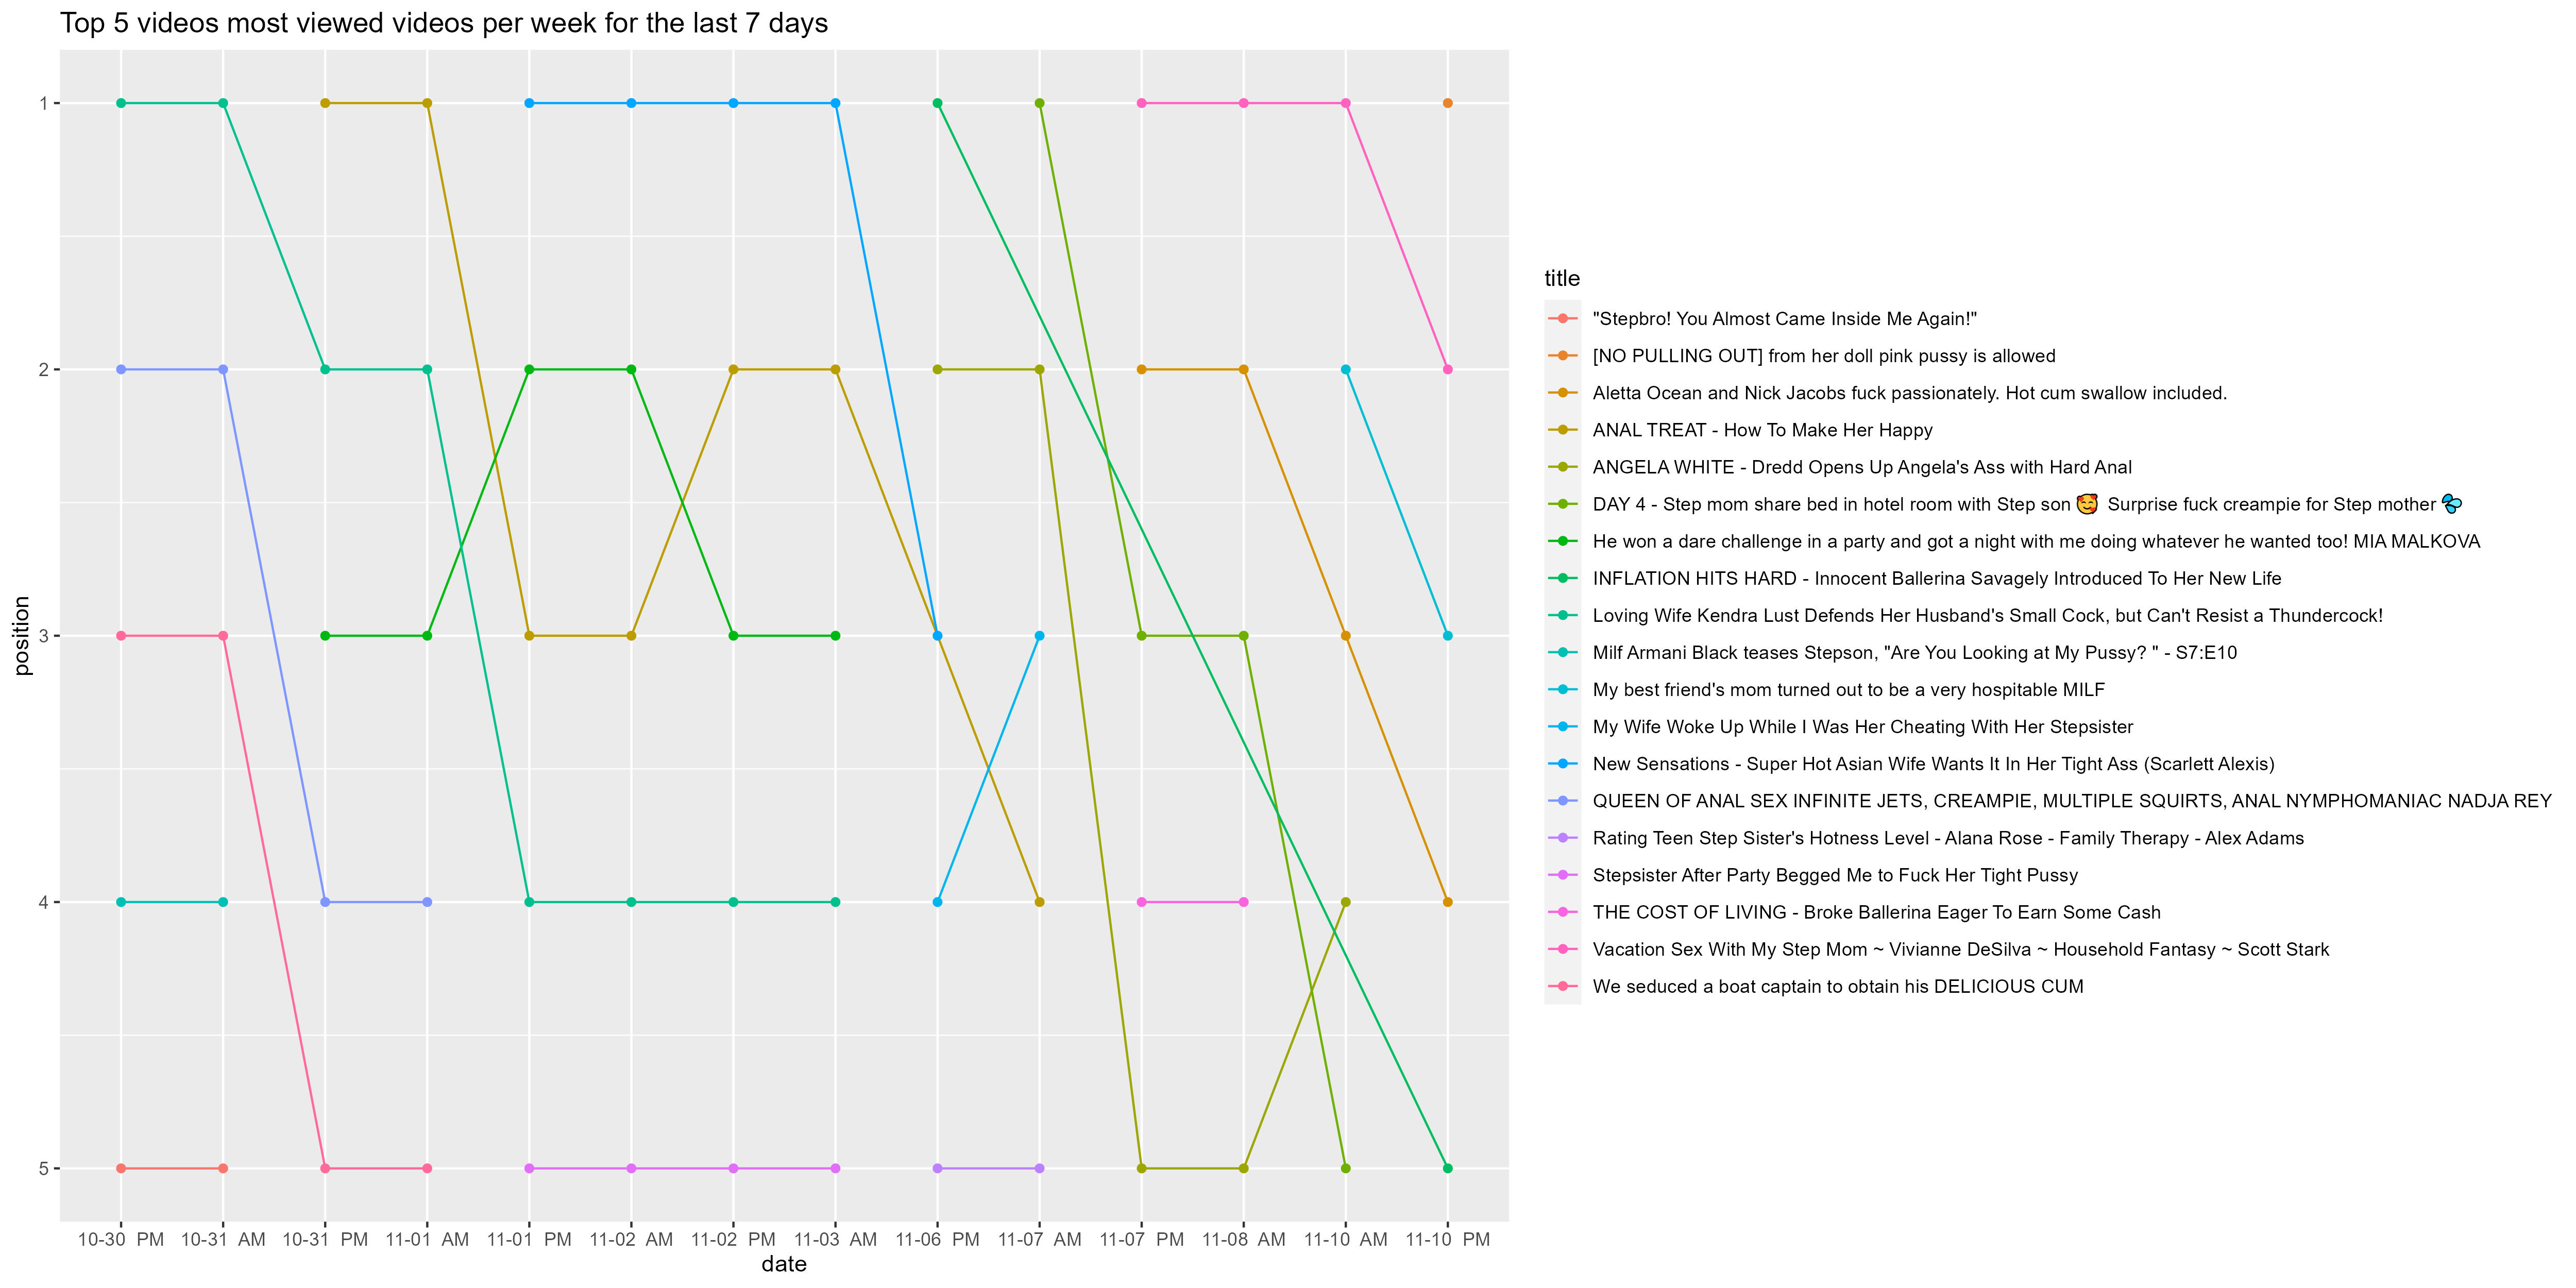 Top 5 videos most viewed videos per week for the last 7 days
position
1
2
3
4
5
10-30 PM
10-31 AM
10-31 PM
11-01 AM
11-01 PM
11-02 AM
11-02 PM
11-03 AM
11-06 PM
11-07 AM
11-07 PM
11-08 AM
11-10 AM
11-10 PM
date
title
"Stepbro! You Almost Came Inside Me Again!"
[NO PULLING OUT] from her doll pink pussy is allowed
Aletta Ocean and Nick Jacobs fuck passionately. Hot cum swallow included.
ANAL TREAT - How To Make Her Happy
ANGELA WHITE - Dredd Opens Up Angela's Ass with Hard Anal
DAY 4 - Step mom share bed in hotel room with Step son 🥰 Surprise fuck creampie for Step mother 💦
He won a dare challenge in a party and got a night with me doing whatever he wanted too! MIA MALKOVA
INFLATION HITS HARD - Innocent Ballerina Savagely Introduced To Her New Life
Loving Wife Kendra Lust Defends Her Husband's Small Cock, but Can't Resist a Thundercock!
Milf Armani Black teases Stepson, "Are You Looking at My Pussy? " - S7:E10
My best friend's mom turned out to be a very hospitable MILF
My Wife Woke Up While I Was Her Cheating With Her Stepsister
New Sensations - Super Hot Asian Wife Wants It In Her Tight Ass (Scarlett Alexis)
QUEEN OF ANAL SEX INFINITE JETS, CREAMPIE, MULTIPLE SQUIRTS, ANAL NYMPHOMANIAC NADJA REY
Rating Teen Step Sister's Hotness Level - Alana Rose - Family Therapy - Alex Adams
Stepsister After Party Begged Me to Fuck Her Tight Pussy
THE COST OF LIVING - Broke Ballerina Eager To Earn Some Cash
Vacation Sex With My Step Mom ~ Vivianne DeSilva ~ Household Fantasy ~ Scott Stark
We seduced a boat captain to obtain his DELICIOUS CUM